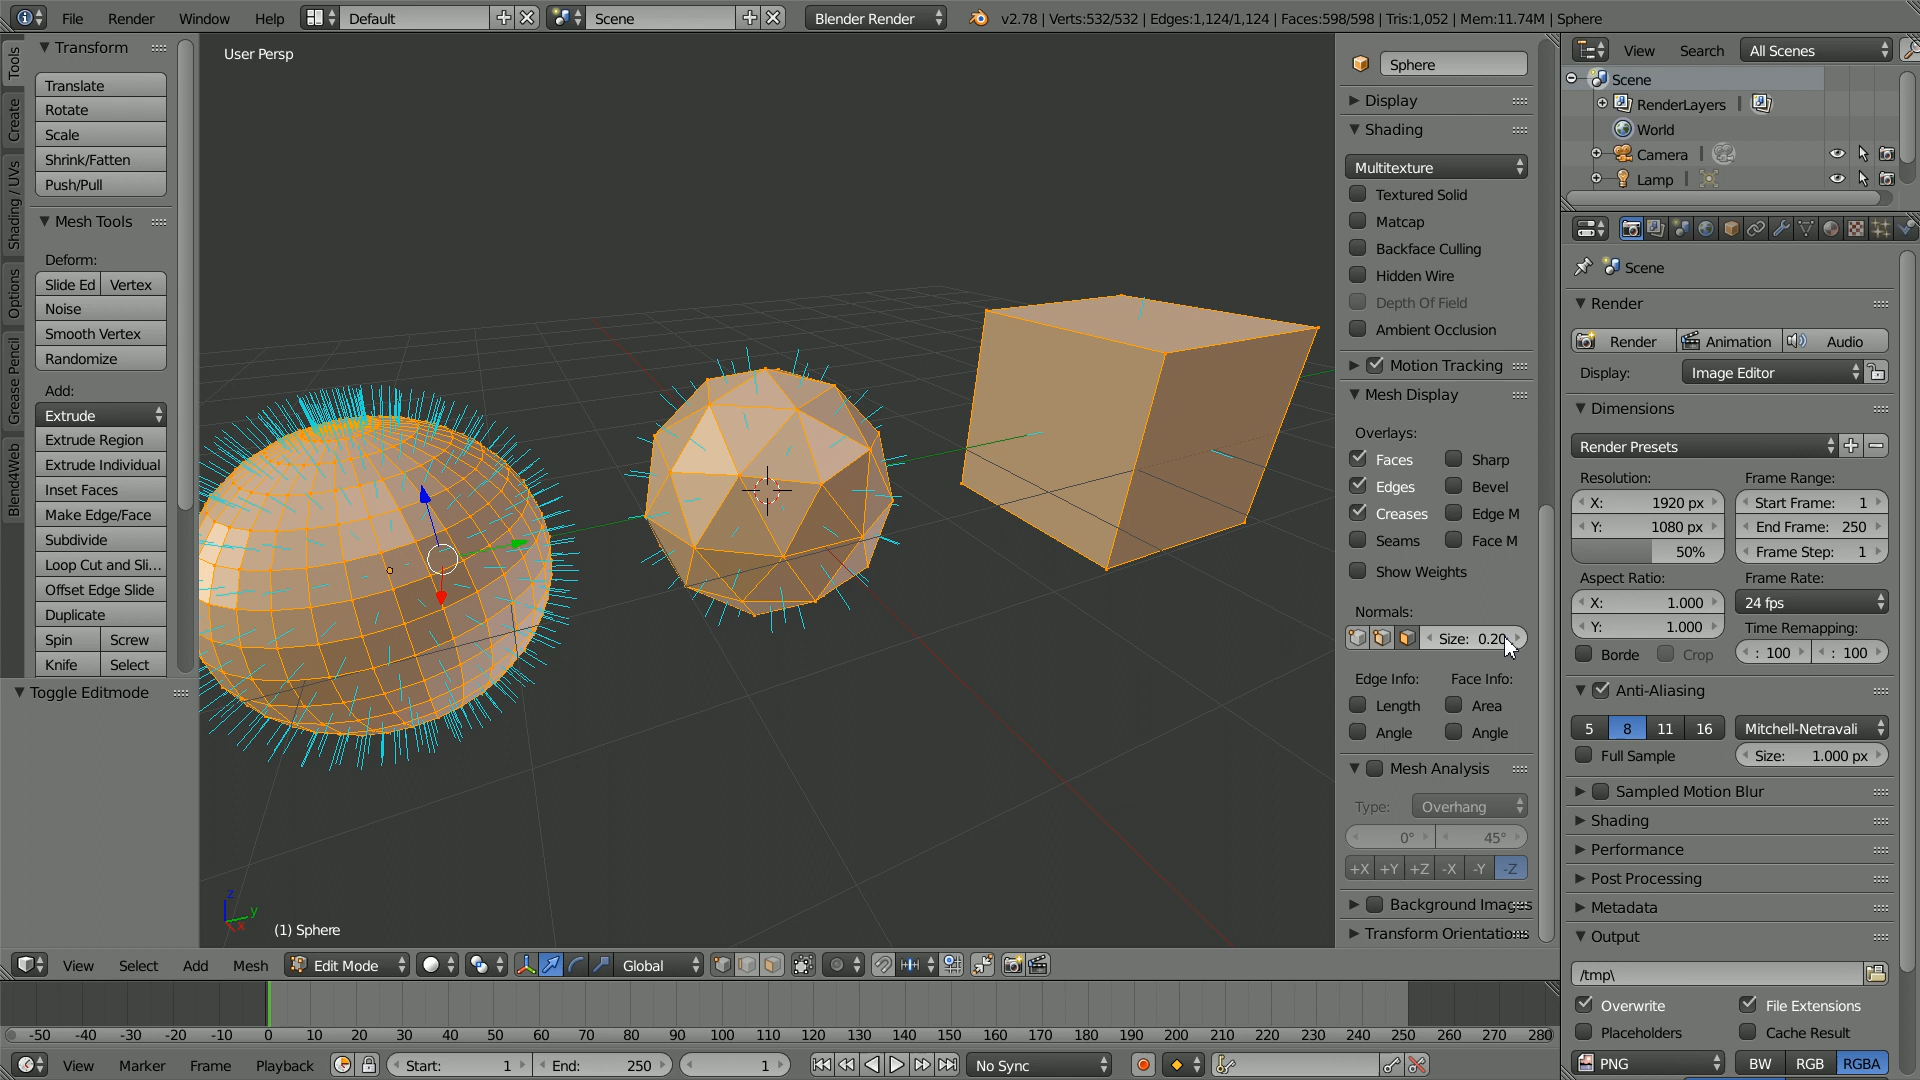 File Render Window Help Default Scene Blender Render v2.78 | Verts:532/532 | Edges:1,124/1,124 | Faces:598/598 | Tris:1,052 | Mem:11.74M | Sphere
Tools
Create
Shading / UVs
Options
Grease Pencil
Blend4Web
Transform
Translate
Rotate
Scale
Shrink/Fatten
Push/Pull
Mesh Tools
Deform:
Slide Ed Vertex
Noise
Smooth Vertex
Randomize
Add:
Extrude
Extrude Region
Extrude Individual
Inset Faces
Make Edge/Face
Subdivide
Loop Cut and Sli...
Offset Edge Slide
Duplicate
Spin Screw
Knife Select
Toggle Editmode
User Persp
z
y
x
(1) Sphere
Sphere
Display
Shading
Multitexture
Textured Solid
Matcap
Backface Culling
Hidden Wire
Depth Of Field
Ambient Occlusion
Motion Tracking
Mesh Display
Overlays:
Faces Sharp
Edges Bevel
Creases Edge M
Seams Face M
Show Weights
Normals:
Size: 0.20
Edge Info: Face Info:
Length Area
Angle Angle
Mesh Analysis
Type: Overhang
0° 45°
+X +Y +Z -X -Y -Z
Background Images
Transform Orientations
View Search All Scenes
Scene
RenderLayers |
World
Camera |
Lamp |
Scene
Render
Render Animation Audio
Display: Image Editor
Dimensions
Render Presets
Resolution: Frame Range:
X: 1920 px Start Frame: 1
Y: 1080 px End Frame: 250
50% Frame Step: 1
Aspect Ratio: Frame Rate:
X: 1.000 24 fps
Y: 1.000 Time Remapping:
Borde Crop : 100 : 100
Anti-Aliasing
5 8 11 16 Mitchell-Netravali
Full Sample Size: 1.000 px
Sampled Motion Blur
Shading
Performance
Post Processing
Metadata
Output
/tmp\
Overwrite File Extensions
Placeholders Cache Result
PNG BW RGB RGBA
View Select Add Mesh Edit Mode Global
-50 -40 -30 -20 -10 0 10 20 30 40 50 60 70 80 90 100 110 120 130 140 150 160 170 180 190 200 210 220 230 240 250 260 270 280
View Marker Frame Playback Start: 1 End: 250 1 No Sync